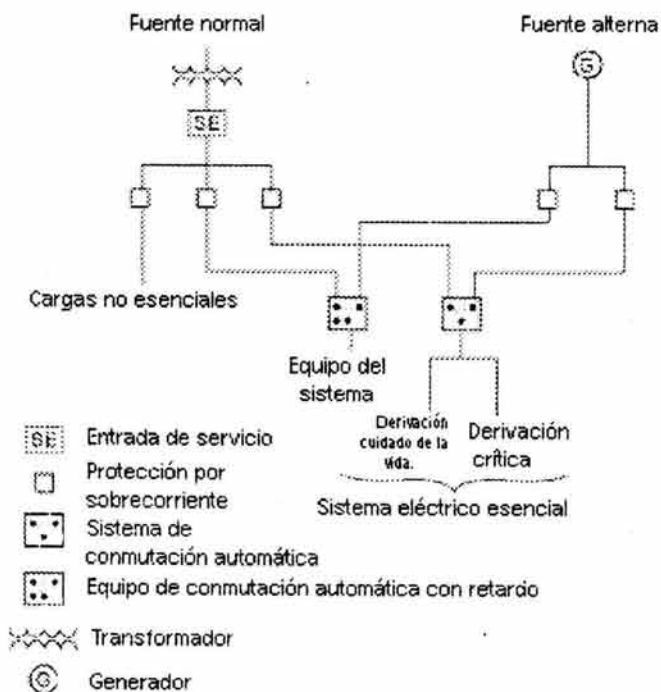 Fuente normal
Fuente alterna
G
SE
Cargas no esenciales
Equipo del
sistema
Derivación
cuidado de la
vida.
Derivación
crítica
Sistema eléctrico esencial
SE Entrada de servicio
Protección por
sobrecorriente
Sistema de
conmutación automática
Equipo de conmutación automática con retardo
Transformador
G Generador